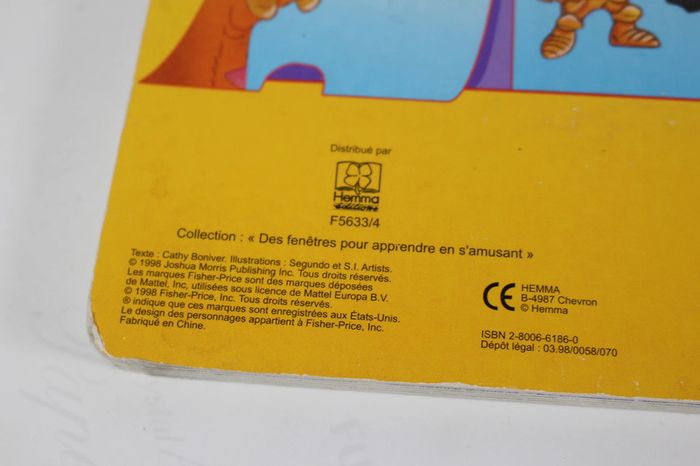 Distribué par
Hemma
éditions
F5633/4
Collection : « Des fenêtres pour apprendre en s'amusant »
Texte : Cathy Boniver. Illustrations : Segundo et S.I. Artists.
© 1998 Joshua Morris Publishing Inc. Tous droits réservés.
Les marques Fisher-Price sont des marques déposées
de Mattel, Inc, utilisées sous licence de Mattel Europa B.V.
© 1998 Fisher-Price, Inc. Tous droits réservés.
® indique que ces marques sont enregistrées aux États-Unis.
Le design des personnages appartient à Fisher-Price, Inc.
Fabriqué en Chine.
CE
HEMMA
B-4987 Chevron
© Hemma
ISBN 2-8006-6186-0
Dépôt légal : 03.98/0058/070